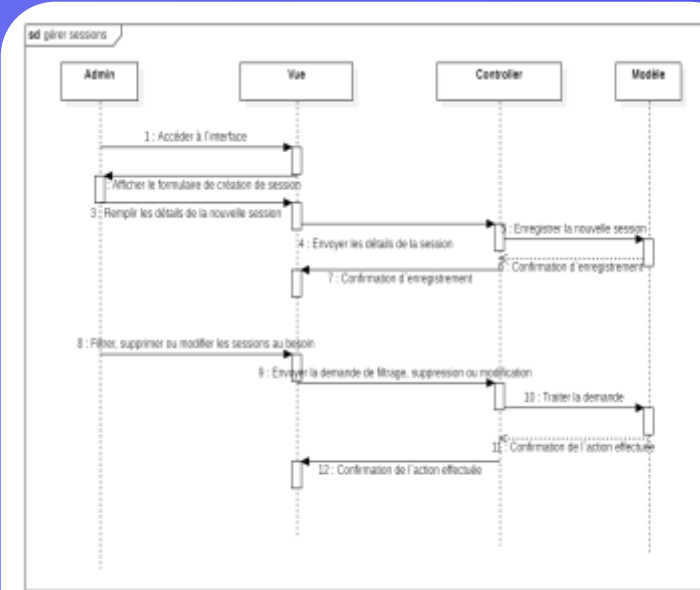 sd gérer sessions
Admin
Vue
Controller
Modèle
1 : Accéder à l'interface
: Afficher le formulaire de création de session
3 : Remplir les détails de la nouvelle session
4 : Envoyer les détails de la session
5 : Enregistrer la nouvelle session
6 : Confirmation d'enregistrement
7 : Confirmation d'enregistrement
8 : Filtrer, supprimer ou modifier les sessions au besoin
9 : Envoyer la demande de filtrage, suppression ou modification
10 : Traiter la demande
11 : Confirmation de l'action effectuée
12 : Confirmation de l'action effectuée